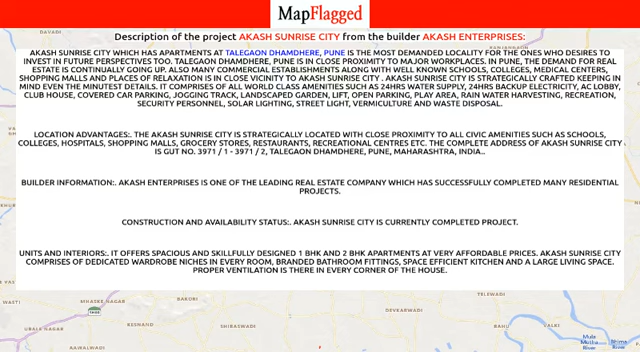 MapFlagged
Description of the project AKASH SUNRISE CITY from the builder AKASH ENTERPRISES:
AKASH SUNRISE CITY WHICH HAS APARTMENTS AT TALEGAON DHAMDHERE, PUNE IS THE MOST DEMANDED LOCALITY FOR THE ONES WHO DESIRES TO
INVEST IN FUTURE PERSPECTIVES TOO. TALEGAON DHAMDHERE, PUNE IS IN CLOSE PROXIMITY TO MAJOR WORKPLACES. IN PUNE, THE DEMAND FOR REAL
ESTATE IS CONTINUALLY GOING UP. ALSO MANY COMMERCIAL ESTABLISHMENTS ALONG WITH WELL KNOWN SCHOOLS, COLLEGES, MEDICAL CENTERS,
SHOPPING MALLS AND PLACES OF RELAXATION IS IN CLOSE VICINITY TO AKASH SUNRISE CITY . AKASH SUNRISE CITY IS STRATEGICALLY CRAFTED KEEPING IN
MIND EVEN THE MINUTEST DETAILS. IT COMPRISES OF ALL WORLD CLASS AMENITIES SUCH AS 24HRS WATER SUPPLY, 24HRS BACKUP ELECTRICITY, AC LOBBY,
CLUB HOUSE, COVERED CAR PARKING, JOGGING TRACK, LANDSCAPED GARDEN, LIFT, OPEN PARKING, PLAY AREA, RAIN WATER HARVESTING, RECREATION,
SECURITY PERSONNEL, SOLAR LIGHTING, STREET LIGHT, VERMICULTURE AND WASTE DISPOSAL.
LOCATION ADVANTAGES:. THE AKASH SUNRISE CITY IS STRATEGICALLY LOCATED WITH CLOSE PROXIMITY TO ALL CIVIC AMENITIES SUCH AS SCHOOLS,
COLLEGES, HOSPITALS, SHOPPING MALLS, GROCERY STORES, RESTAURANTS, RECREATIONAL CENTRES ETC. THE COMPLETE ADDRESS OF AKASH SUNRISE CITY
IS GUT NO. 3971 / 1 - 3971 / 2, TALEGAON DHAMDHERE, PUNE, MAHARASHTRA, INDIA..
BUILDER INFORMATION:. AKASH ENTERPRISES IS ONE OF THE LEADING REAL ESTATE COMPANY WHICH HAS SUCCESSFULLY COMPLETED MANY RESIDENTIAL
PROJECTS.
CONSTRUCTION AND AVAILABILITY STATUS:. AKASH SUNRISE CITY IS CURRENTLY COMPLETED PROJECT.
UNITS AND INTERIORS:. IT OFFERS SPACIOUS AND SKILLFULLY DESIGNED 1 BHK AND 2 BHK APARTMENTS AT VERY AFFORDABLE PRICES. AKASH SUNRISE CITY
COMPRISES OF DEDICATED WARDROBE NICHES IN EVERY ROOM, BRANDED BATHROOM FITTINGS, SPACE EFFICIENT KITCHEN AND A LARGE LIVING SPACE.
PROPER VENTILATION IS THERE IN EVERY CORNER OF THE HOUSE.
DAVADI
WASTI
BAKORI
TELEWADI
DEVKARWADI
BESNAND
SHIRASWADI
BAHU
VALKI
UBALE NAGAR
RAWALWADI